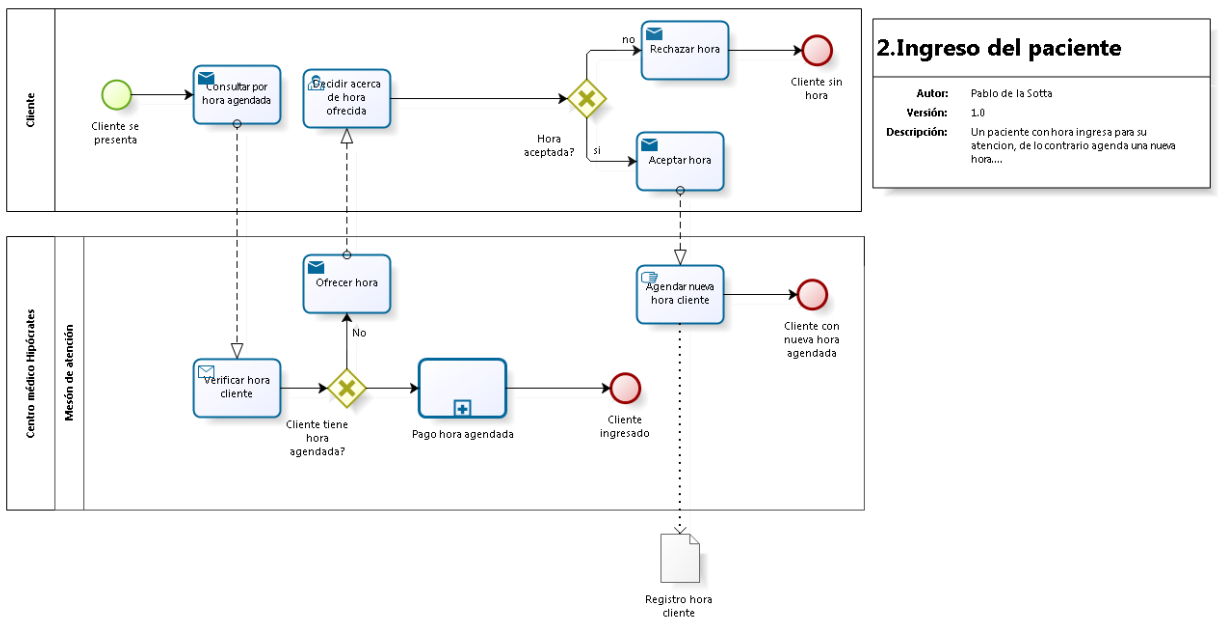 Cliente
Cliente se
presenta
Consultar por
hora agendada
Decidir acerca
de hora
ofrecida
Hora
aceptada?
no
si
Rechazar hora
Cliente sin
hora
Aceptar hora
2.Ingreso del paciente
Autor: Pablo de la Sotta
Versión: 1.0
Descripción: Un paciente con hora ingresa para su
atencion, de lo contrario agenda una nueva
hora....
Centro médico Hipócrales
Mesón de atención
Verificar hora
cliente
Cliente tiene
hora
agendada?
No
Ofrecer hora
Pago hora agendada
Cliente
ingresado
Agendar nueva
hora cliente
Cliente con
nueva hora
agendada
Registro hora
cliente